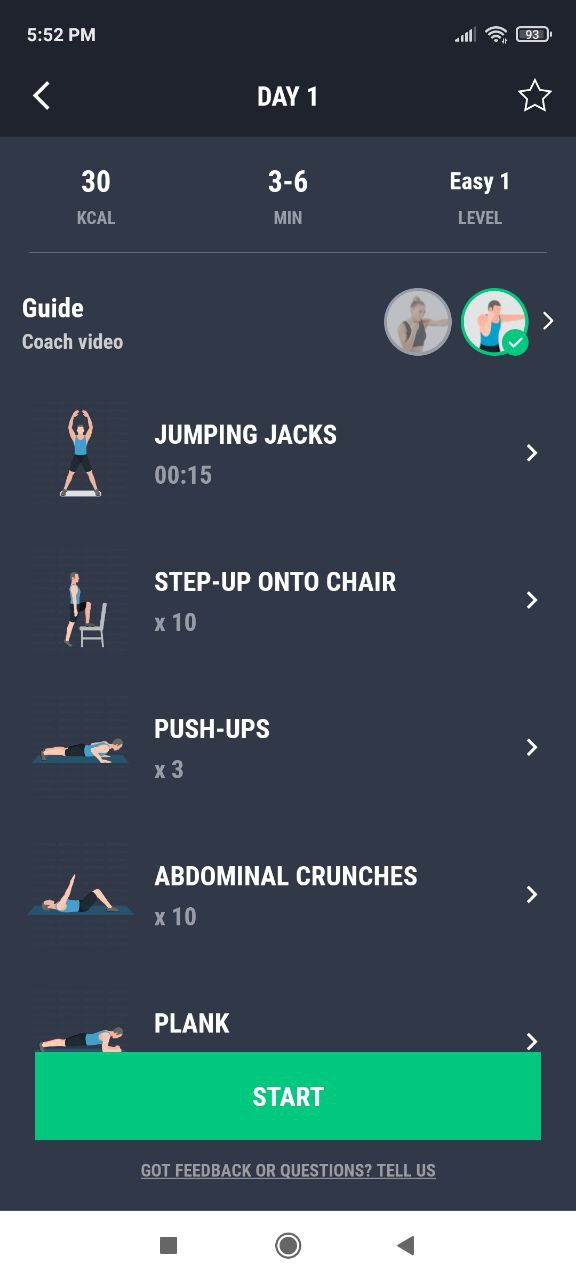 5:52 PM
93
DAY 1
30
3-6
Easy 1
KCAL
MIN
LEVEL
Guide
Coach video
JUMPING JACKS
00:15
STEP-UP ONTO CHAIR
x 10
PUSH-UPS
x 3
ABDOMINAL CRUNCHES
x 10
PLANK
START
GOT FEEDBACK OR QUESTIONS? TELL US